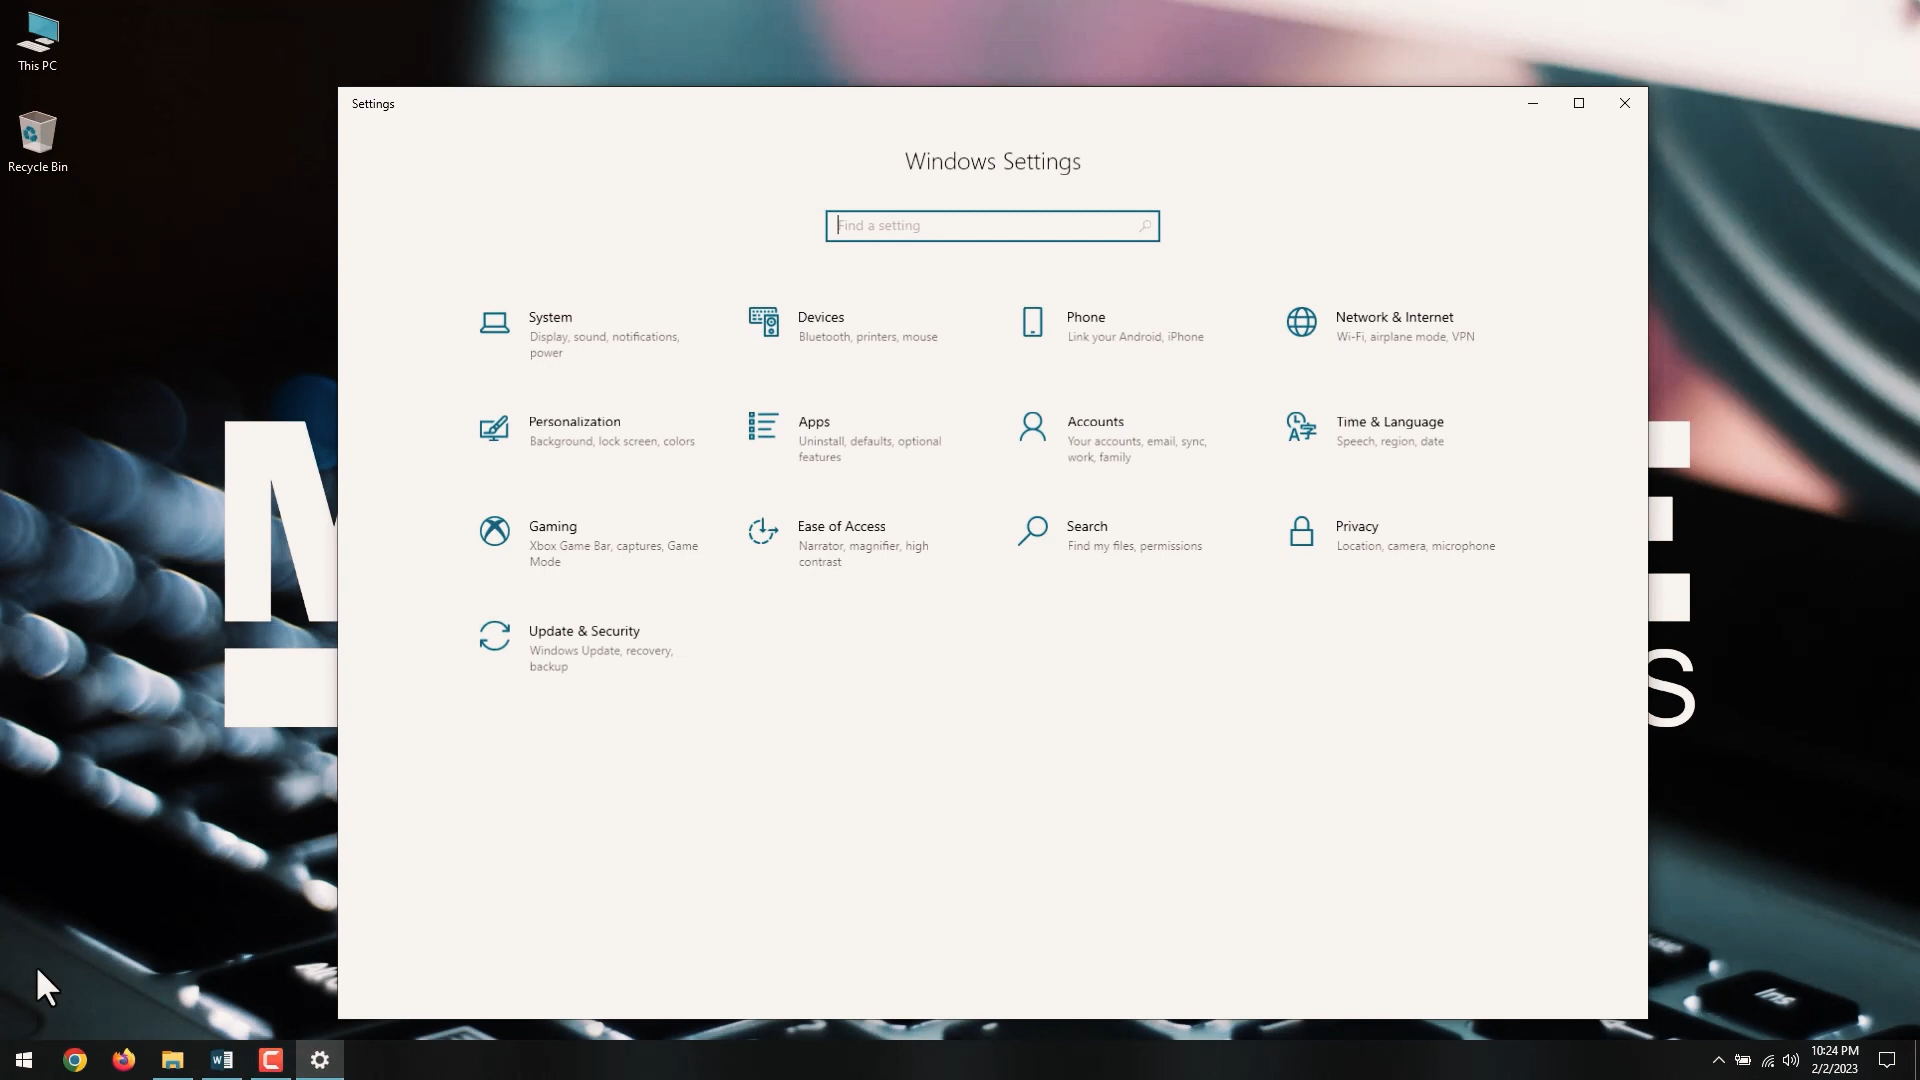 This PC
Recycle Bin
Settings
Windows Settings
Find a setting
System
Display, sound, notifications,
power
Devices
Bluetooth, printers, mouse
Phone
Link your Android, iPhone
Network & Internet
Wi-Fi, airplane mode, VPN
Personalization
Background, lock screen, colors
Apps
Uninstall, defaults, optional
features
Accounts
Your accounts, email, sync,
work, family
Time & Language
Speech, region, date
Gaming
Xbox Game Bar, captures, Game
Mode
Ease of Access
Narrator, magnifier, high
contrast
Search
Find my files, permissions
Privacy
Location, camera, microphone
Update & Security
Windows Update, recovery,
backup
M
E
S
Ins
10:24 PM
2/2/2023